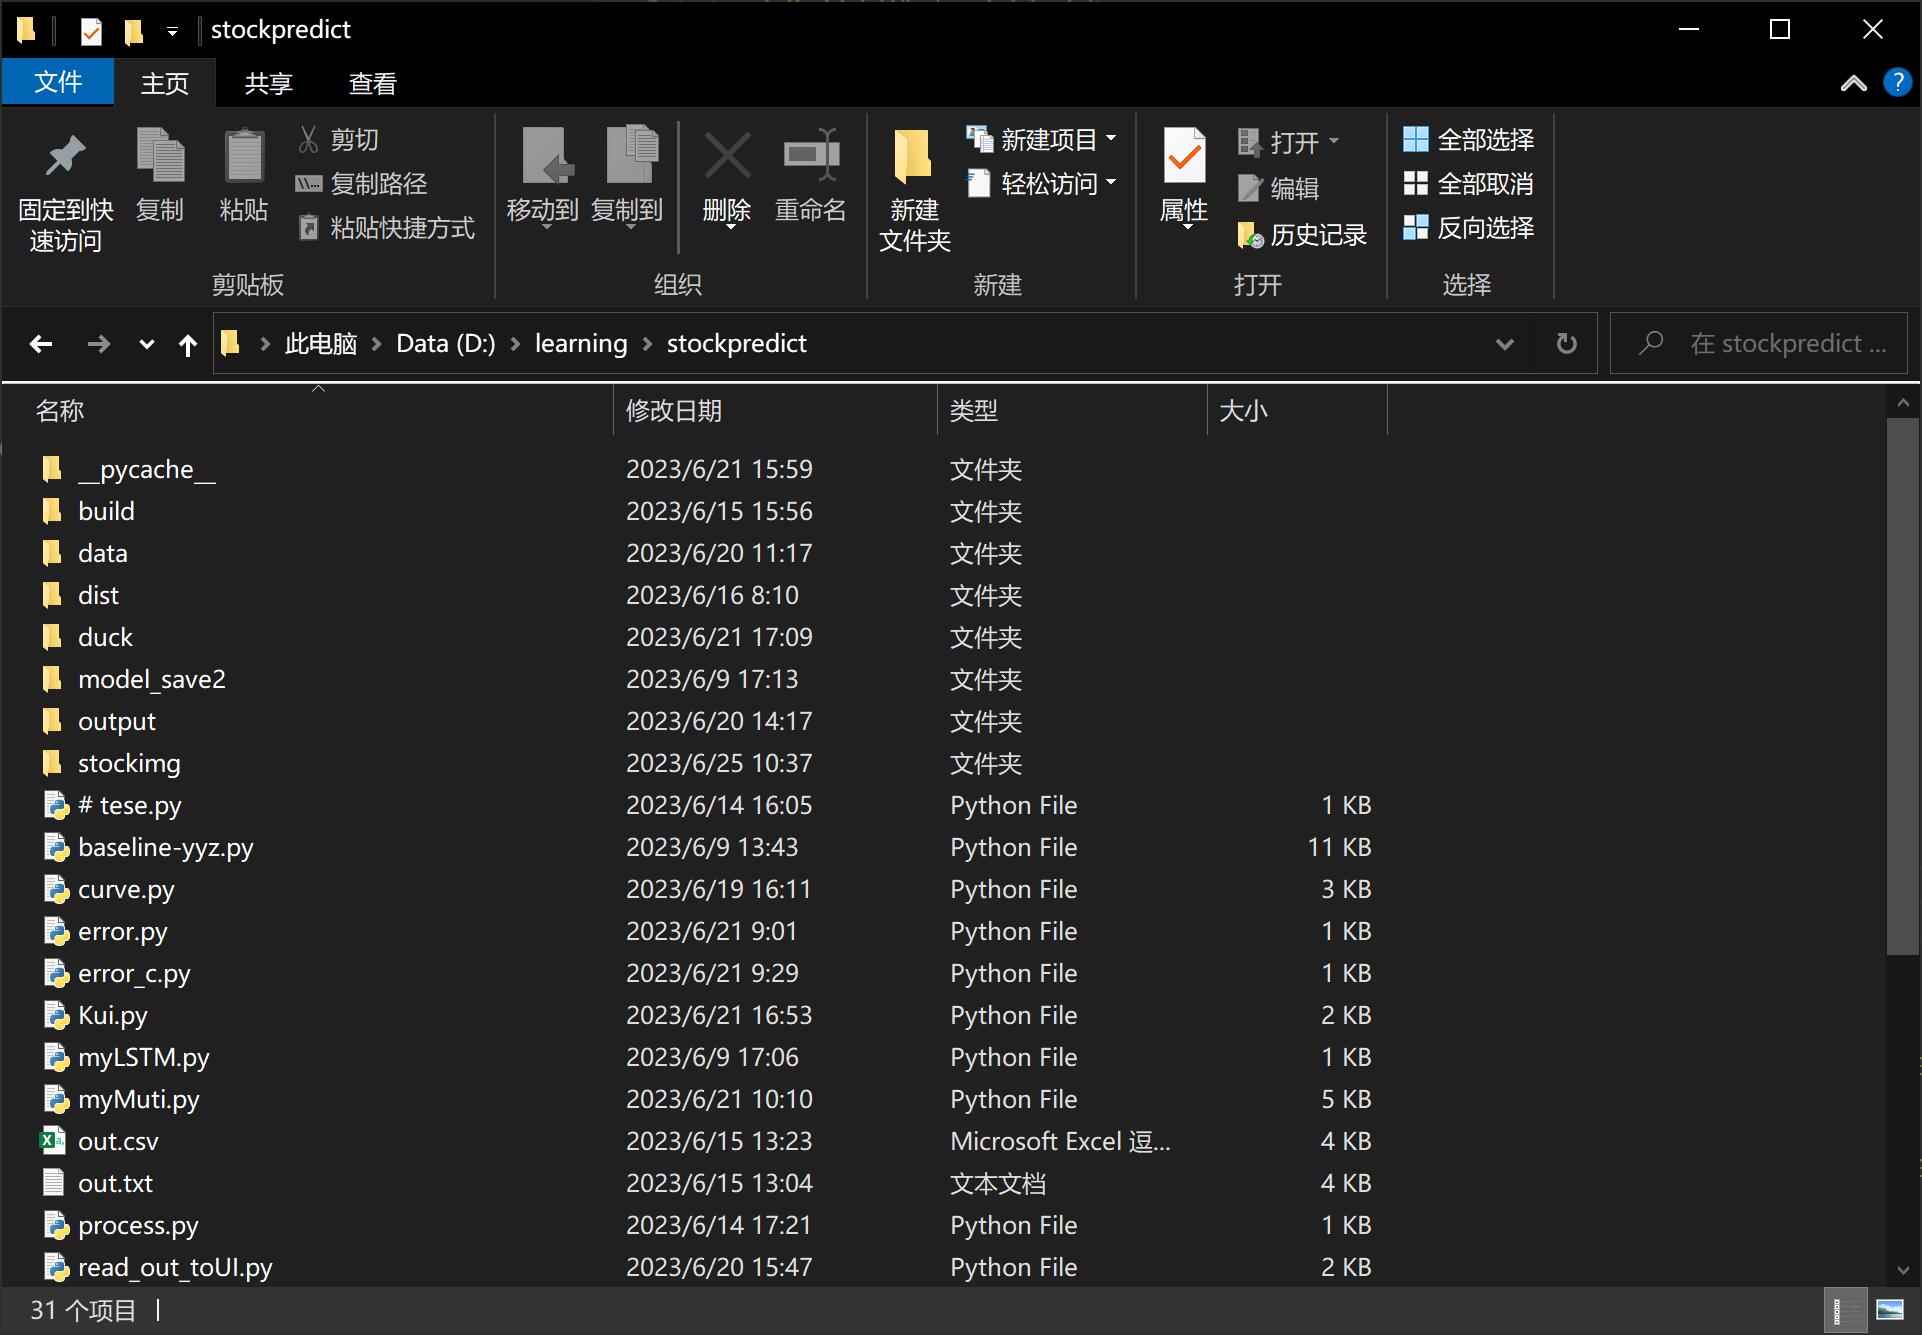 stockpredict
文件 主页 共享 查看
固定到快速访问
复制
粘贴
剪切
复制路径
粘贴快捷方式
剪贴板
移动到
复制到
删除
重命名
组织
新建文件夹
新建项目
轻松访问
新建
属性
打开
编辑
历史记录
打开
全部选择
全部取消
反向选择
选择
此电脑 > Data (D:) > learning > stockpredict
在 stockpredict ...
名称 修改日期 类型 大小
__pycache__ 2023/6/21 15:59 文件夹
build 2023/6/15 15:56 文件夹
data 2023/6/20 11:17 文件夹
dist 2023/6/16 8:10 文件夹
duck 2023/6/21 17:09 文件夹
model_save2 2023/6/9 17:13 文件夹
output 2023/6/20 14:17 文件夹
stockimg 2023/6/25 10:37 文件夹
# tese.py 2023/6/14 16:05 Python File 1 KB
baseline-yyz.py 2023/6/9 13:43 Python File 11 KB
curve.py 2023/6/19 16:11 Python File 3 KB
error.py 2023/6/21 9:01 Python File 1 KB
error_c.py 2023/6/21 9:29 Python File 1 KB
Kui.py 2023/6/21 16:53 Python File 2 KB
myLSTM.py 2023/6/9 17:06 Python File 1 KB
myMuti.py 2023/6/21 10:10 Python File 5 KB
out.csv 2023/6/15 13:23 Microsoft Excel 逗... 4 KB
out.txt 2023/6/15 13:04 文本文档 4 KB
process.py 2023/6/14 17:21 Python File 1 KB
read_out_toUI.py 2023/6/20 15:47 Python File 2 KB
31 个项目